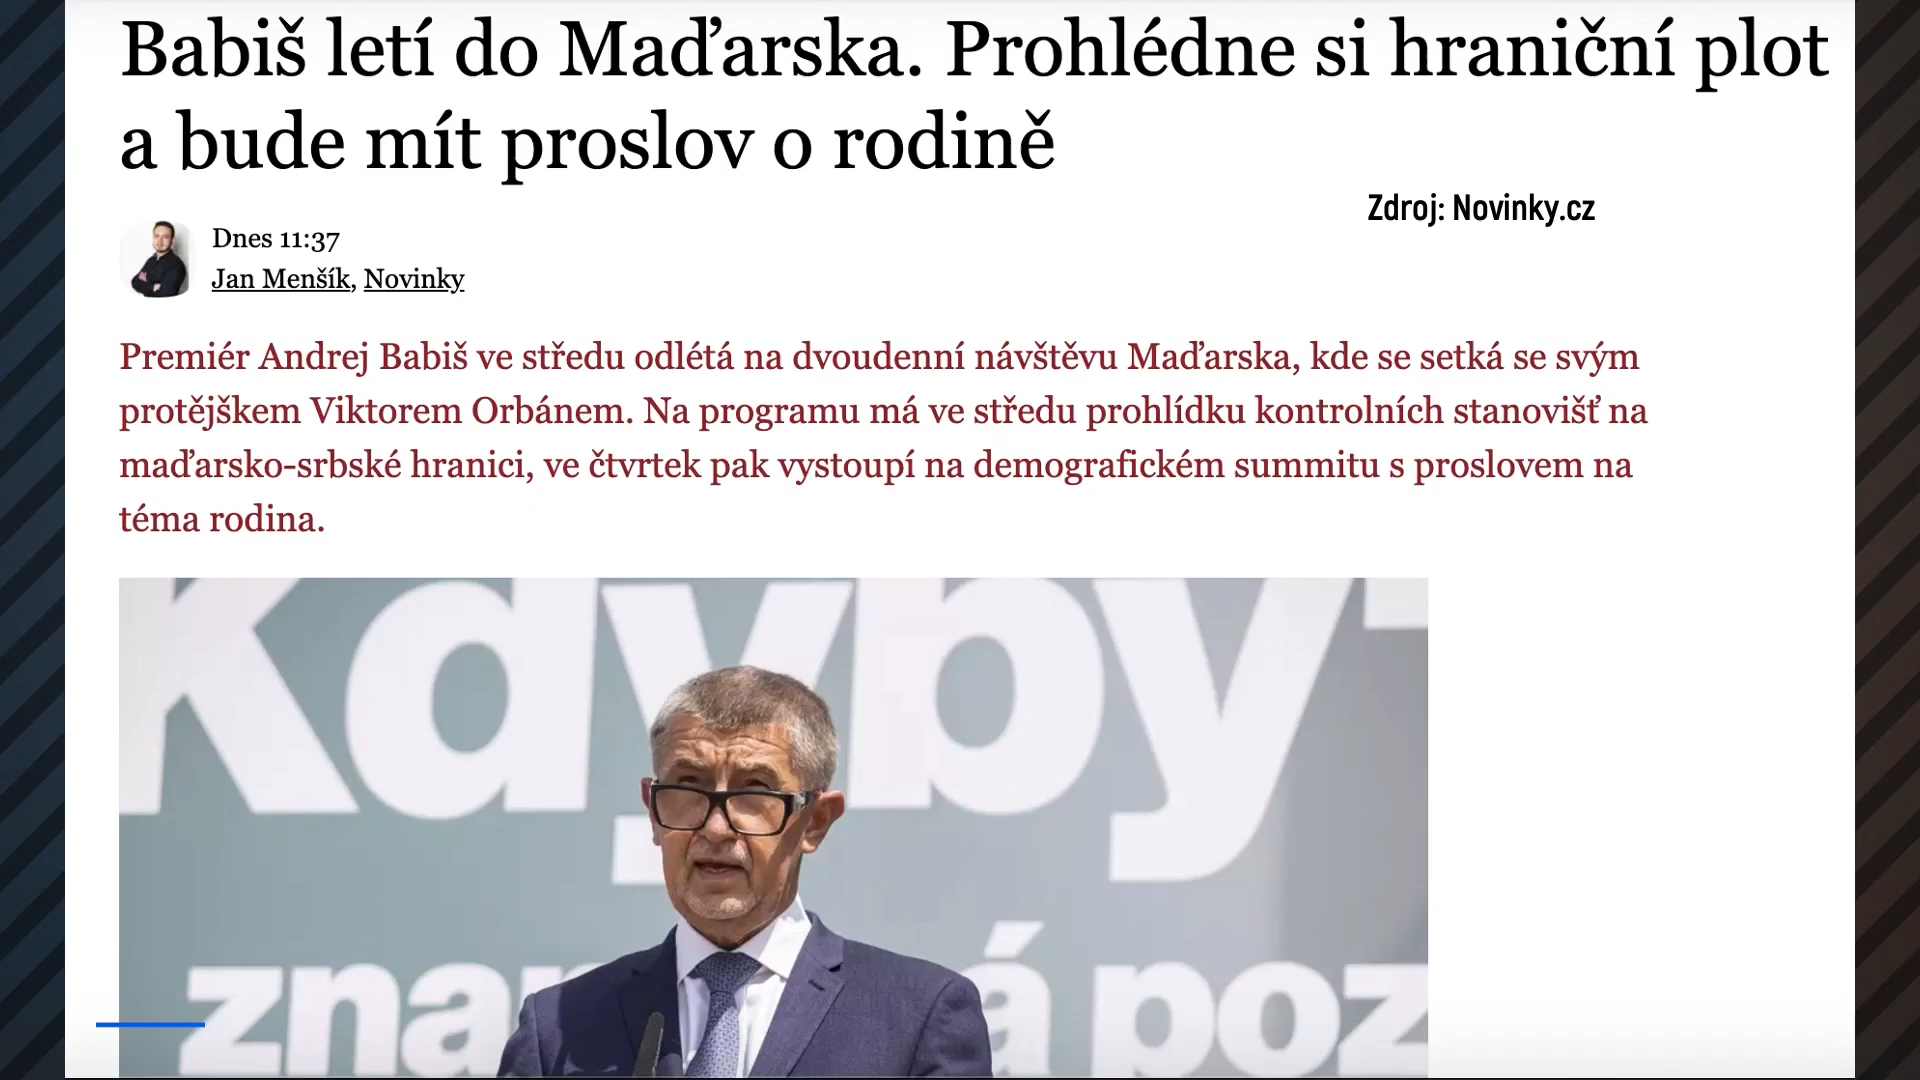 Babiš letí do Maďarska. Prohlédne si hraniční plot
a bude mít proslov o rodině
Zdroj: Novinky.cz
Dnes 11:37
Jan Menšík, Novinky
Premiér Andrej Babiš ve středu odlétá na dvoudenní návštěvu Maďarska, kde se setká se svým
protějškem Viktorem Orbánem. Na programu má ve středu prohlídku kontrolních stanovišť na
maďarsko-srbské hranici, ve čtvrtek pak vystoupí na demografickém summitu s proslovem na
téma rodina.
Kdyby